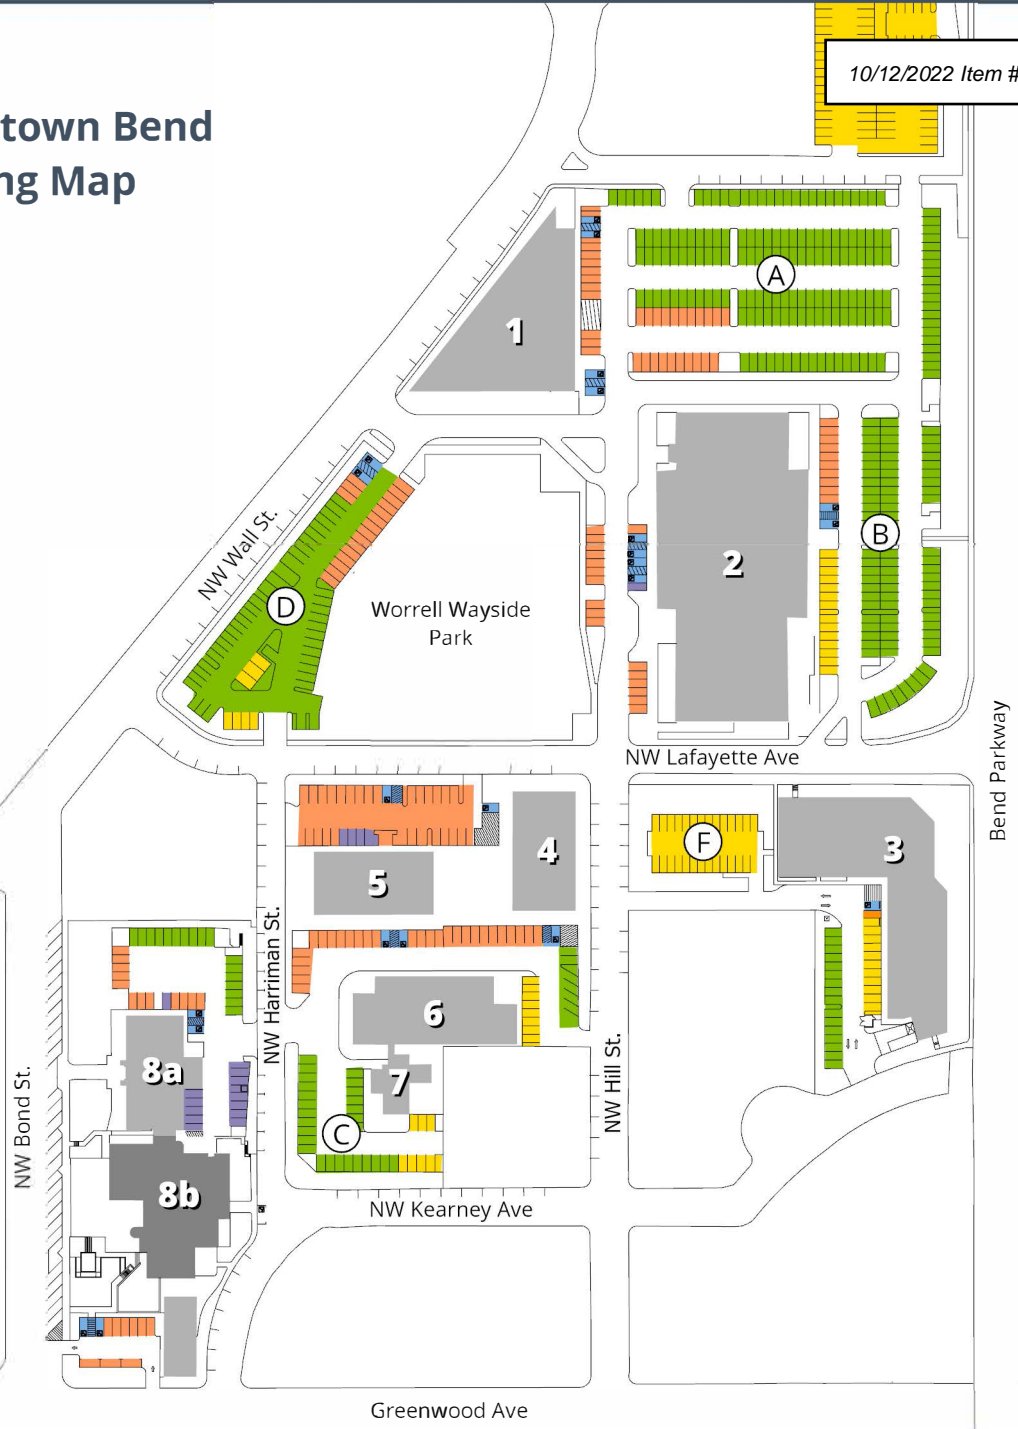 10/12/2022 Item #
town Bend
ng Map
A
1
NW Wall St.
B
2
D
Worrell Wayside
Park
NW Lafayette Ave
Bend Parkway
F
3
4
5
NW Harriman St.
6
NW Hill St.
7
8a
NW Bond St.
C
8b
NW Kearney Ave
Greenwood Ave